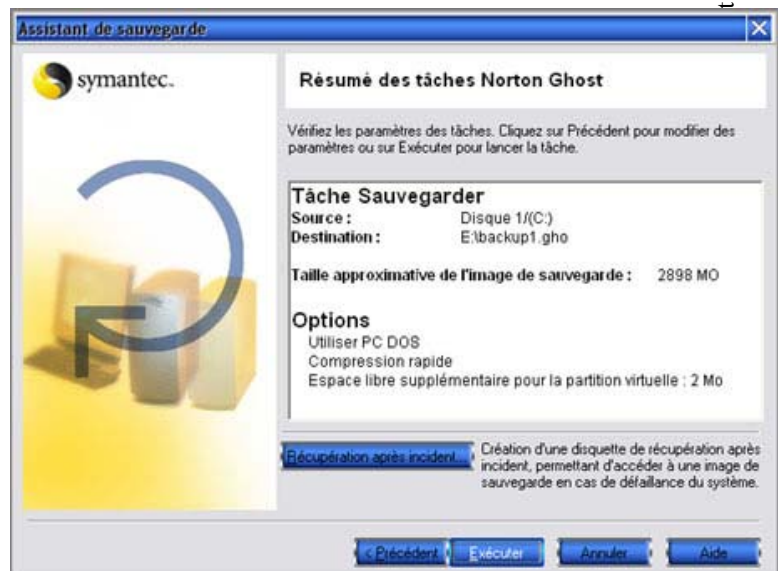 Assistant de sauvegarde
symantec.
Résumé des tâches Norton Ghost
Vérifiez les paramètres des tâches. Cliquez sur Précédent pour modifier des
paramètres ou sur Exécuter pour lancer la tâche.
Tâche Sauvegarder
Source : Disque 1/(C:)
Destination : E:\backup1.gho
Taille approximative de l'image de sauvegarde : 2898 MO
Options
Utiliser PC DOS
Compression rapide
Espace libre supplémentaire pour la partition virtuelle : 2 Mo
Récupération après incident...
Création d'une disquette de récupération après
incident, permettant d'accéder à une image de
sauvegarde en cas de défaillance du système.
< Précédent
Exécuter
Annuler
Aide